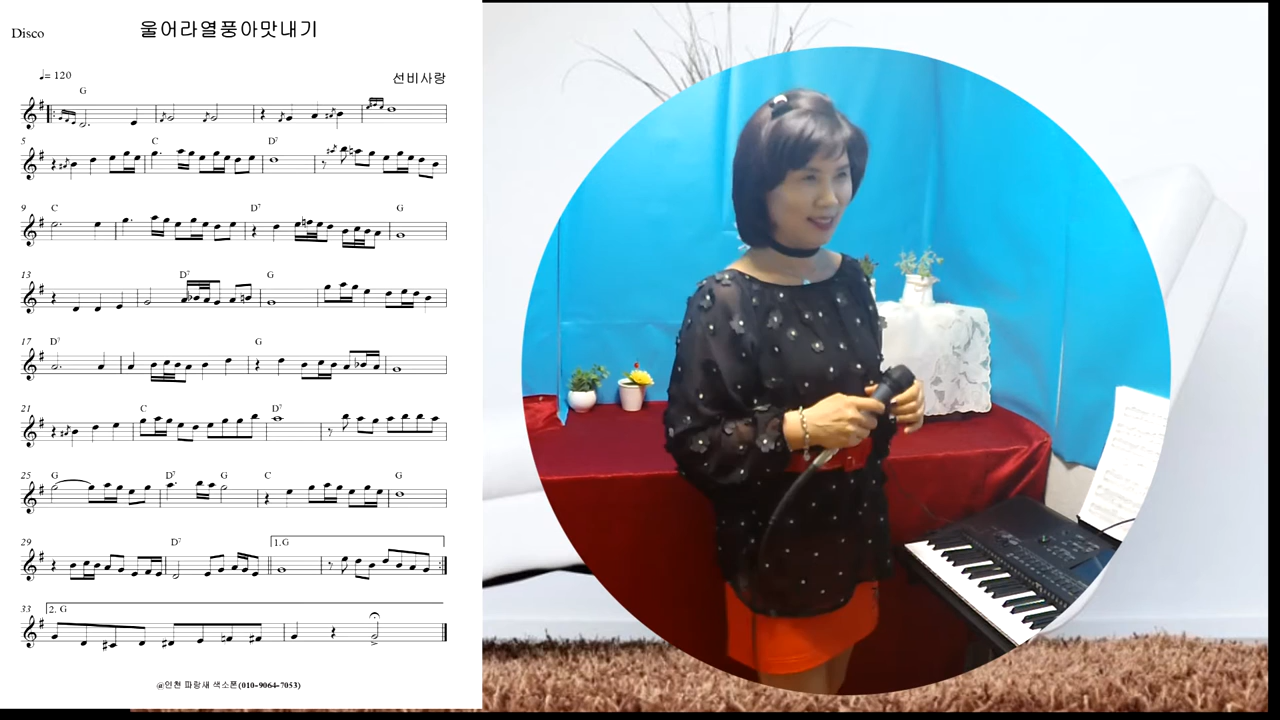 울어라열풍아맛내기
Disco
♩= 120
선비사랑
G
5 C D7
9 C D7 G
13 D7 G
17 D7 G
21 C D7
25 G D7 G C G
29 D7 1.G
33 2. G
@인천 파랑새 색소폰(010-9064-7053)